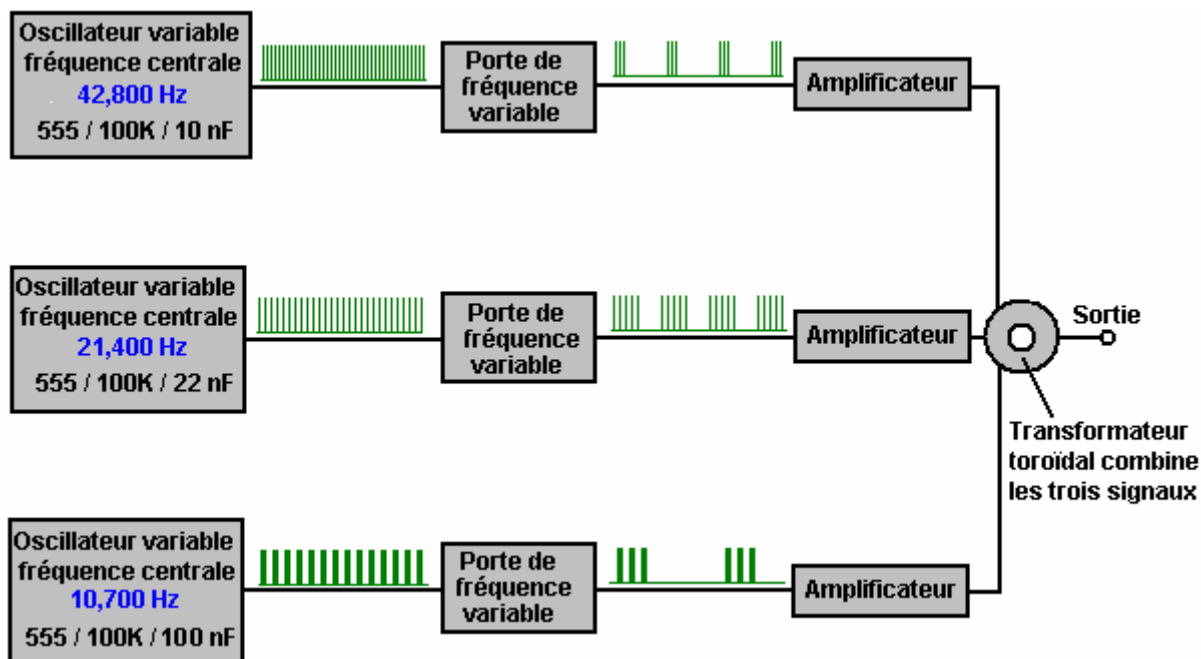 Oscillateur variable
fréquence centrale
42,800 Hz
555 / 100K / 10 nF
Porte de
fréquence
variable
Amplificateur
Oscillateur variable
fréquence centrale
21,400 Hz
555 / 100K / 22 nF
Porte de
fréquence
variable
Amplificateur
Sortie
Transformateur
toroïdal combine
les trois signaux
Oscillateur variable
fréquence centrale
10,700 Hz
555 / 100K / 100 nF
Porte de
fréquence
variable
Amplificateur